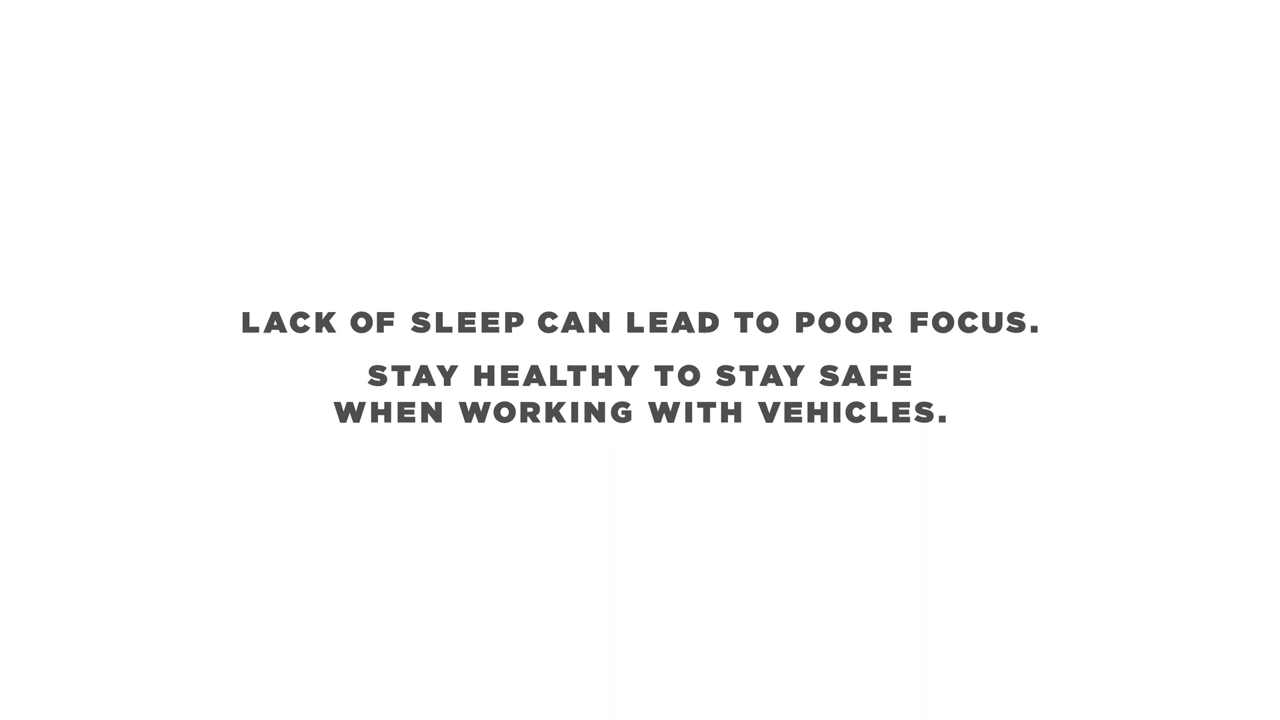 LACK OF SLEEP CAN LEAD TO POOR FOCUS.
STAY HEALTHY TO STAY SAFE
WHEN WORKING WITH VEHICLES.